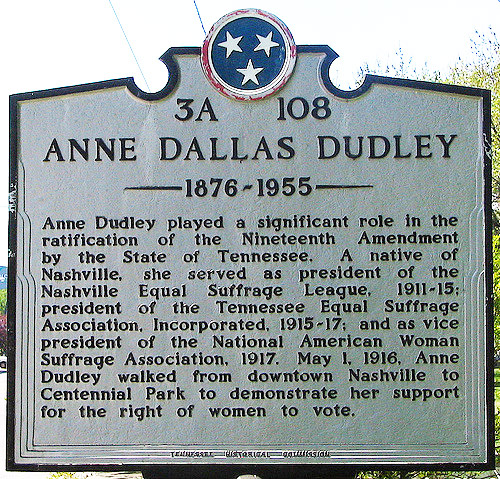 3A 108
ANNE DALLAS DUDLEY
1876-1955
Anne Dudley played a significant role in the
ratification of the Nineteenth Amendment
by the State of Tennessee. A native of
Nashville, she served as president of the
Nashville Equal Suffrage League, 1911-15;
president of the Tennessee Equal Suffrage
Association, Incorporated, 1915-17; and as vice
president of the National American Woman
Suffrage Association, 1917. May 1, 1916, Anne
Dudley walked from downtown Nashville to
Centennial Park to demonstrate her support
for the right of women to vote.
TENNESSEE HISTORICAL COMMISSION